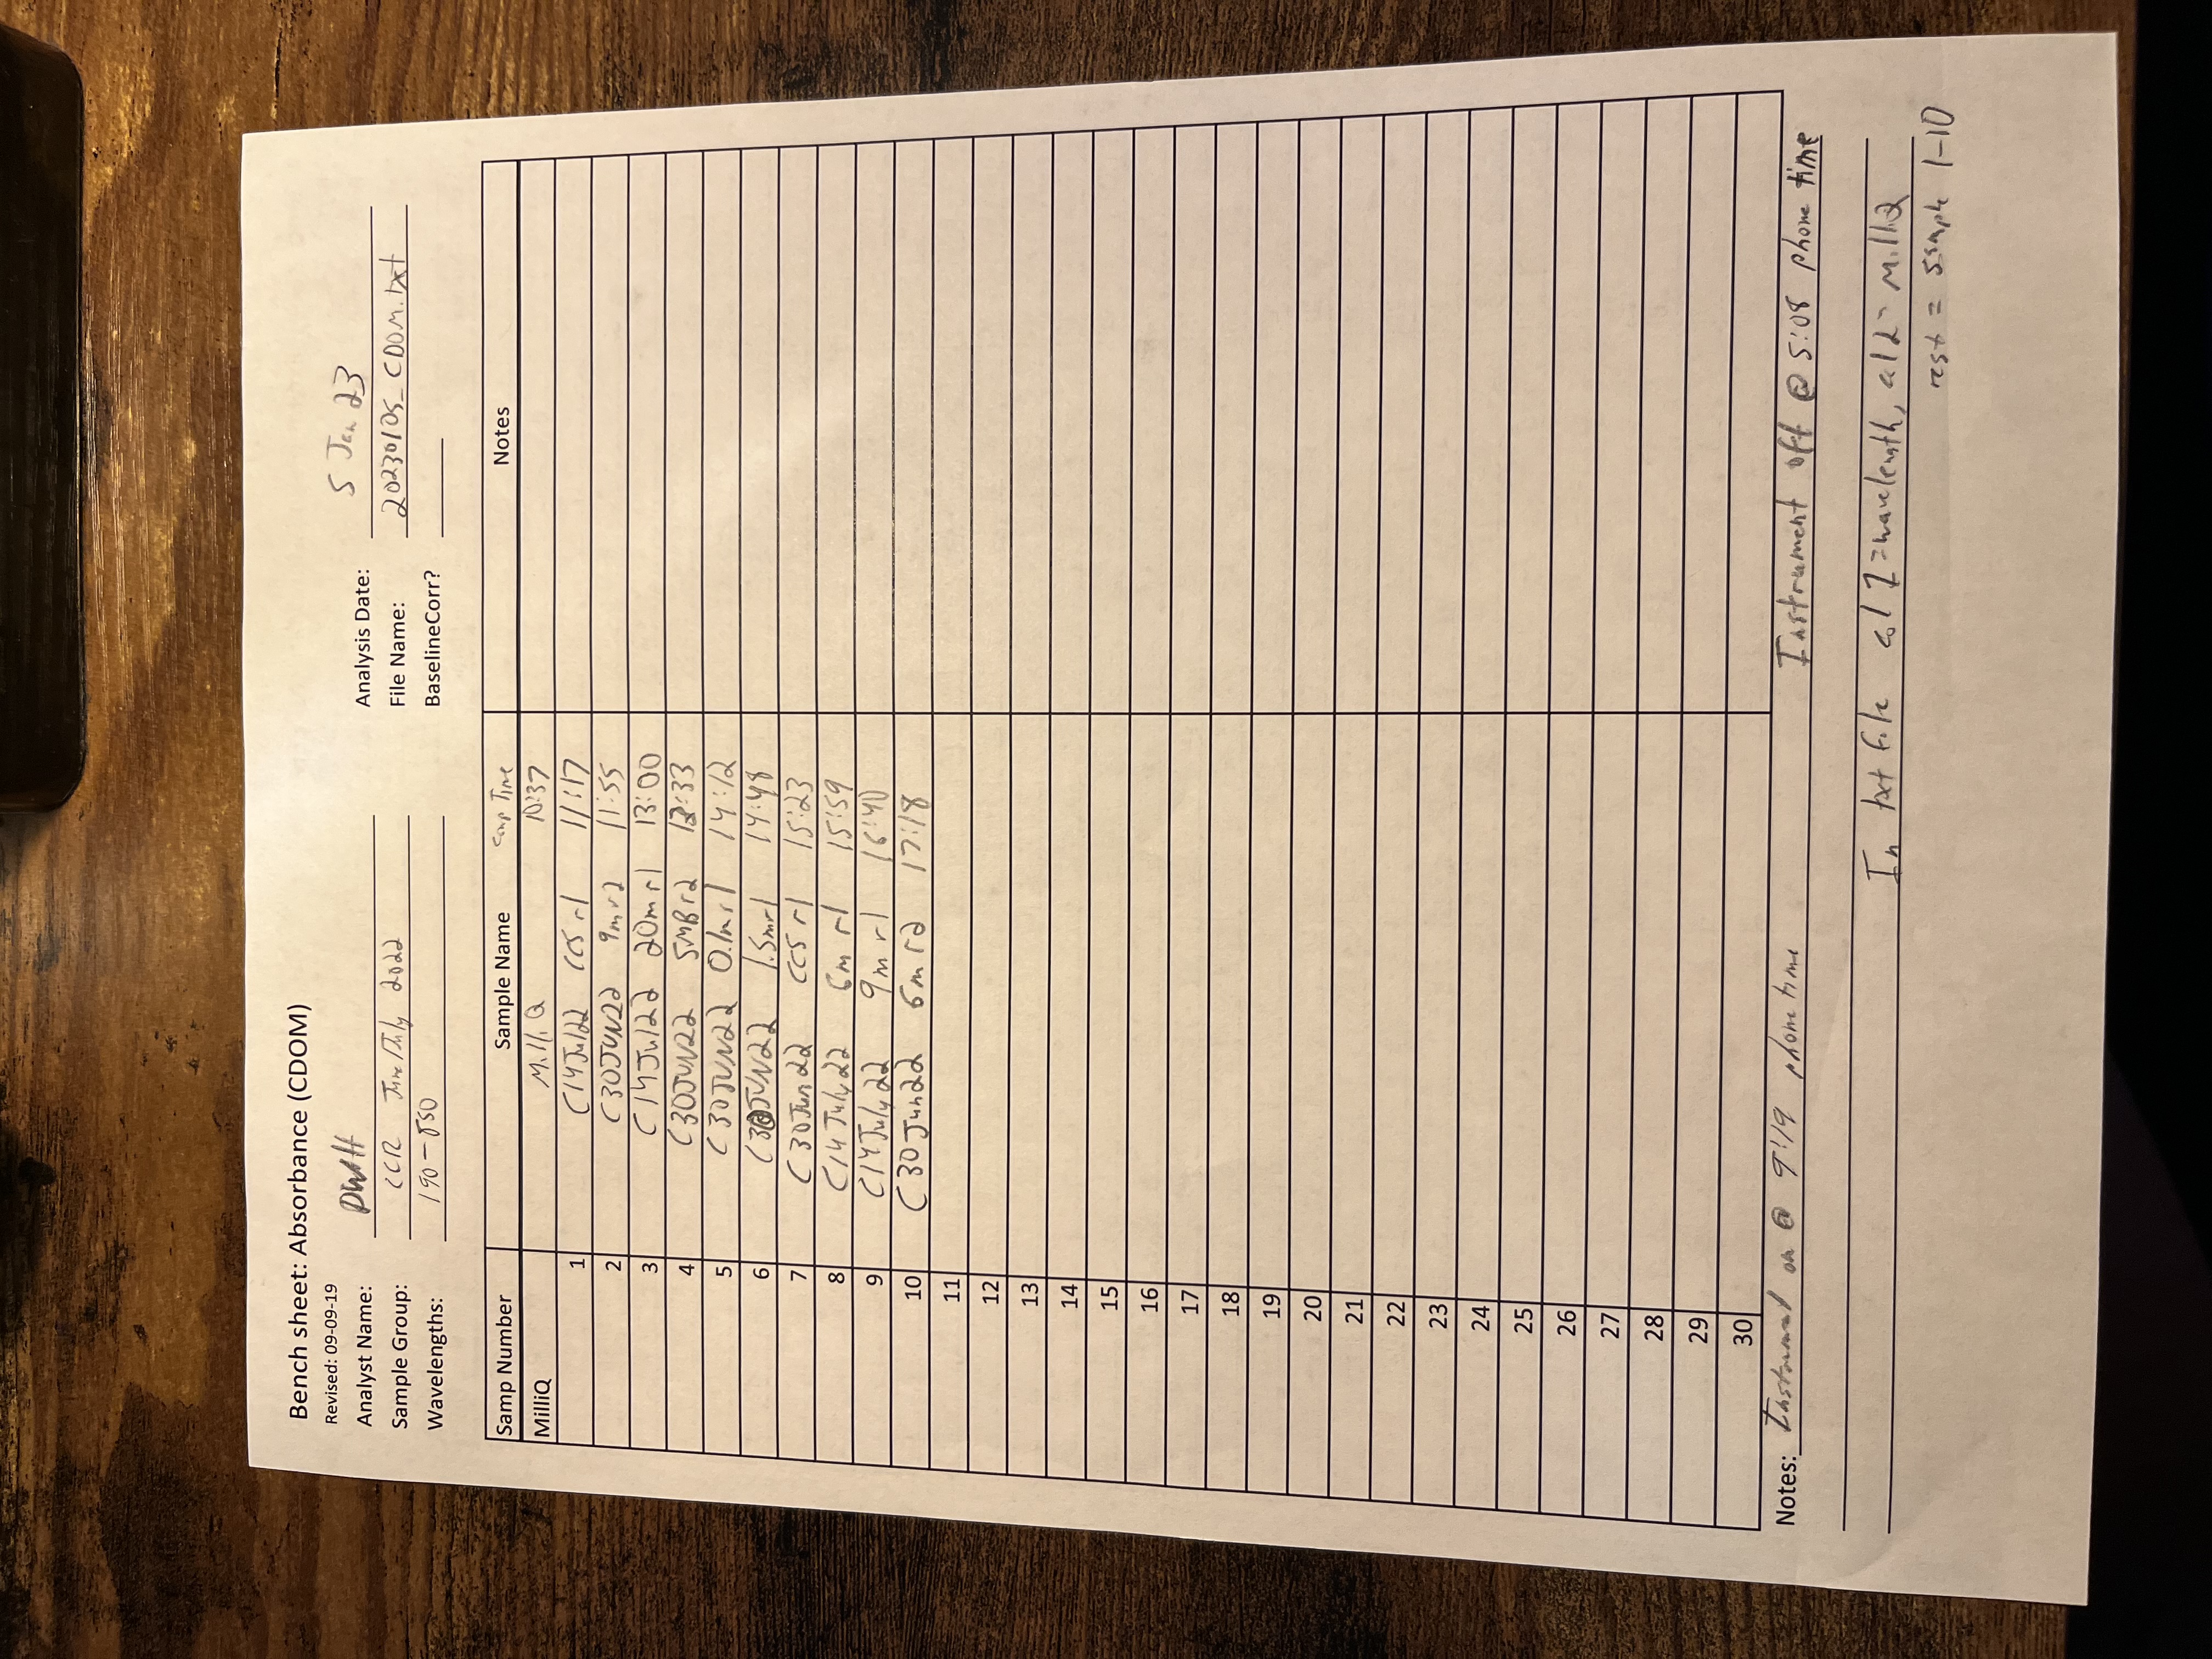 Bench sheet: Absorbance (CDOM)
Revised: 09-09-19
Analyst Name: DWH
Analysis Date: 5 Jan 23
Sample Group: CCR June/July 2022
File Name: 20230105_CDOM.txt
Wavelengths: 190-850
BaselineCorr?
Samp Number Sample Name comp Time Notes
MilliQ MilliQ 10:37
1 C14Jul22 CCS r1 11:17
2 C30JUN22 9m r2 11:55
3 C14Jul22 20m r1 13:00
4 C30JUN22 SMB r2 :33
5 C30JUN22 0.1m r1 14:12
6 C30JUN22 1.5m r1 14:48
7 C30Jun22 CCS r1 15:23
8 C14July22 6m r1 15:59
9 C14July22 9m r1 16:40
10 C30Jun22 6m r2 17:18
11
12
13
14
15
16
17
18
19
20
21
22
23
24
25
26
27
28
29
30
Notes: Instrument on @ 9:19 phone time Instrument off @ 5:08 phone time
In txt file col 1=wavelength, col 2= MilliQ
rest = sample 1-10